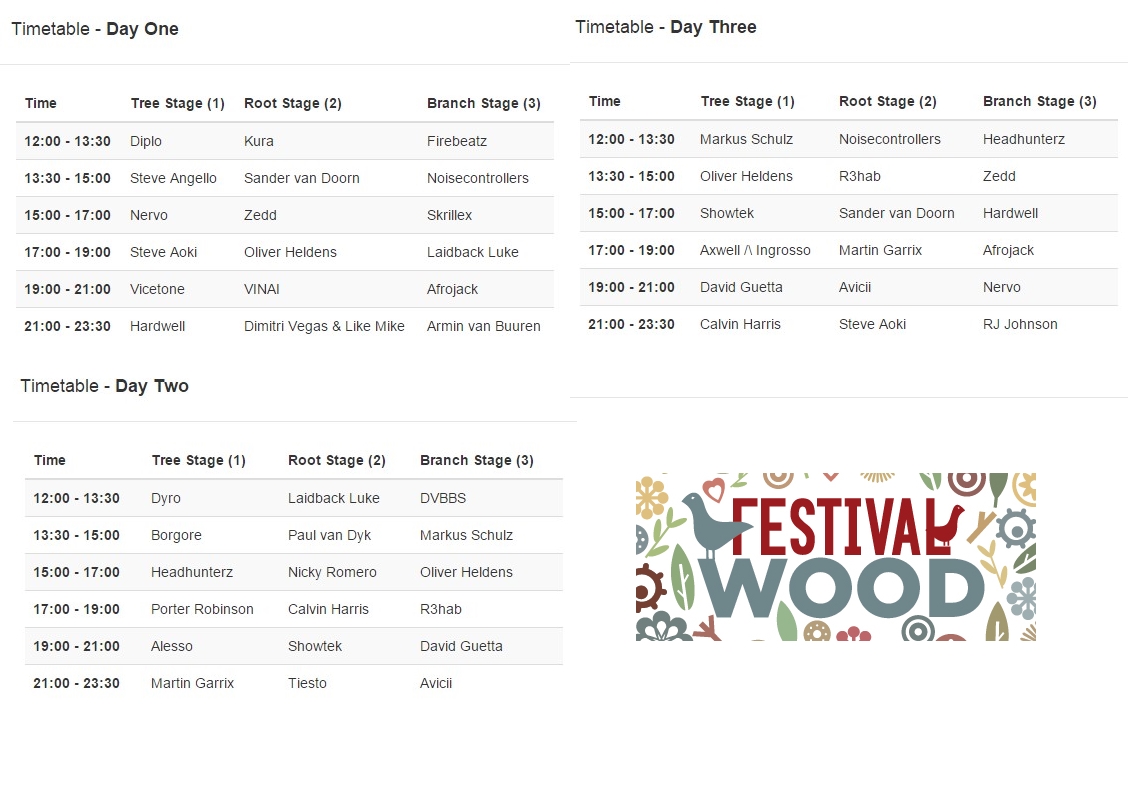 Timetable - Day One
Time Tree Stage (1) Root Stage (2) Branch Stage (3)
12:00 - 13:30 Diplo Kura Firebeatz
13:30 - 15:00 Steve Angello Sander van Doorn Noisecontrollers
15:00 - 17:00 Nervo Zedd Skrillex
17:00 - 19:00 Steve Aoki Oliver Heldens Laidback Luke
19:00 - 21:00 Vicetone VINAI Afrojack
21:00 - 23:30 Hardwell Dimitri Vegas & Like Mike Armin van Buuren
Timetable - Day Two
Time Tree Stage (1) Root Stage (2) Branch Stage (3)
12:00 - 13:30 Dyro Laidback Luke DVBBS
13:30 - 15:00 Borgore Paul van Dyk Markus Schulz
15:00 - 17:00 Headhunterz Nicky Romero Oliver Heldens
17:00 - 19:00 Porter Robinson Calvin Harris R3hab
19:00 - 21:00 Alesso Showtek David Guetta
21:00 - 23:30 Martin Garrix Tiesto Avicii
Timetable - Day Three
Time Tree Stage (1) Root Stage (2) Branch Stage (3)
12:00 - 13:30 Markus Schulz Noisecontrollers Headhunterz
13:30 - 15:00 Oliver Heldens R3hab Zedd
15:00 - 17:00 Showtek Sander van Doorn Hardwell
17:00 - 19:00 Axwell /\ Ingrosso Martin Garrix Afrojack
19:00 - 21:00 David Guetta Avicii Nervo
21:00 - 23:30 Calvin Harris Steve Aoki RJ Johnson
FESTIVAL
WOOD